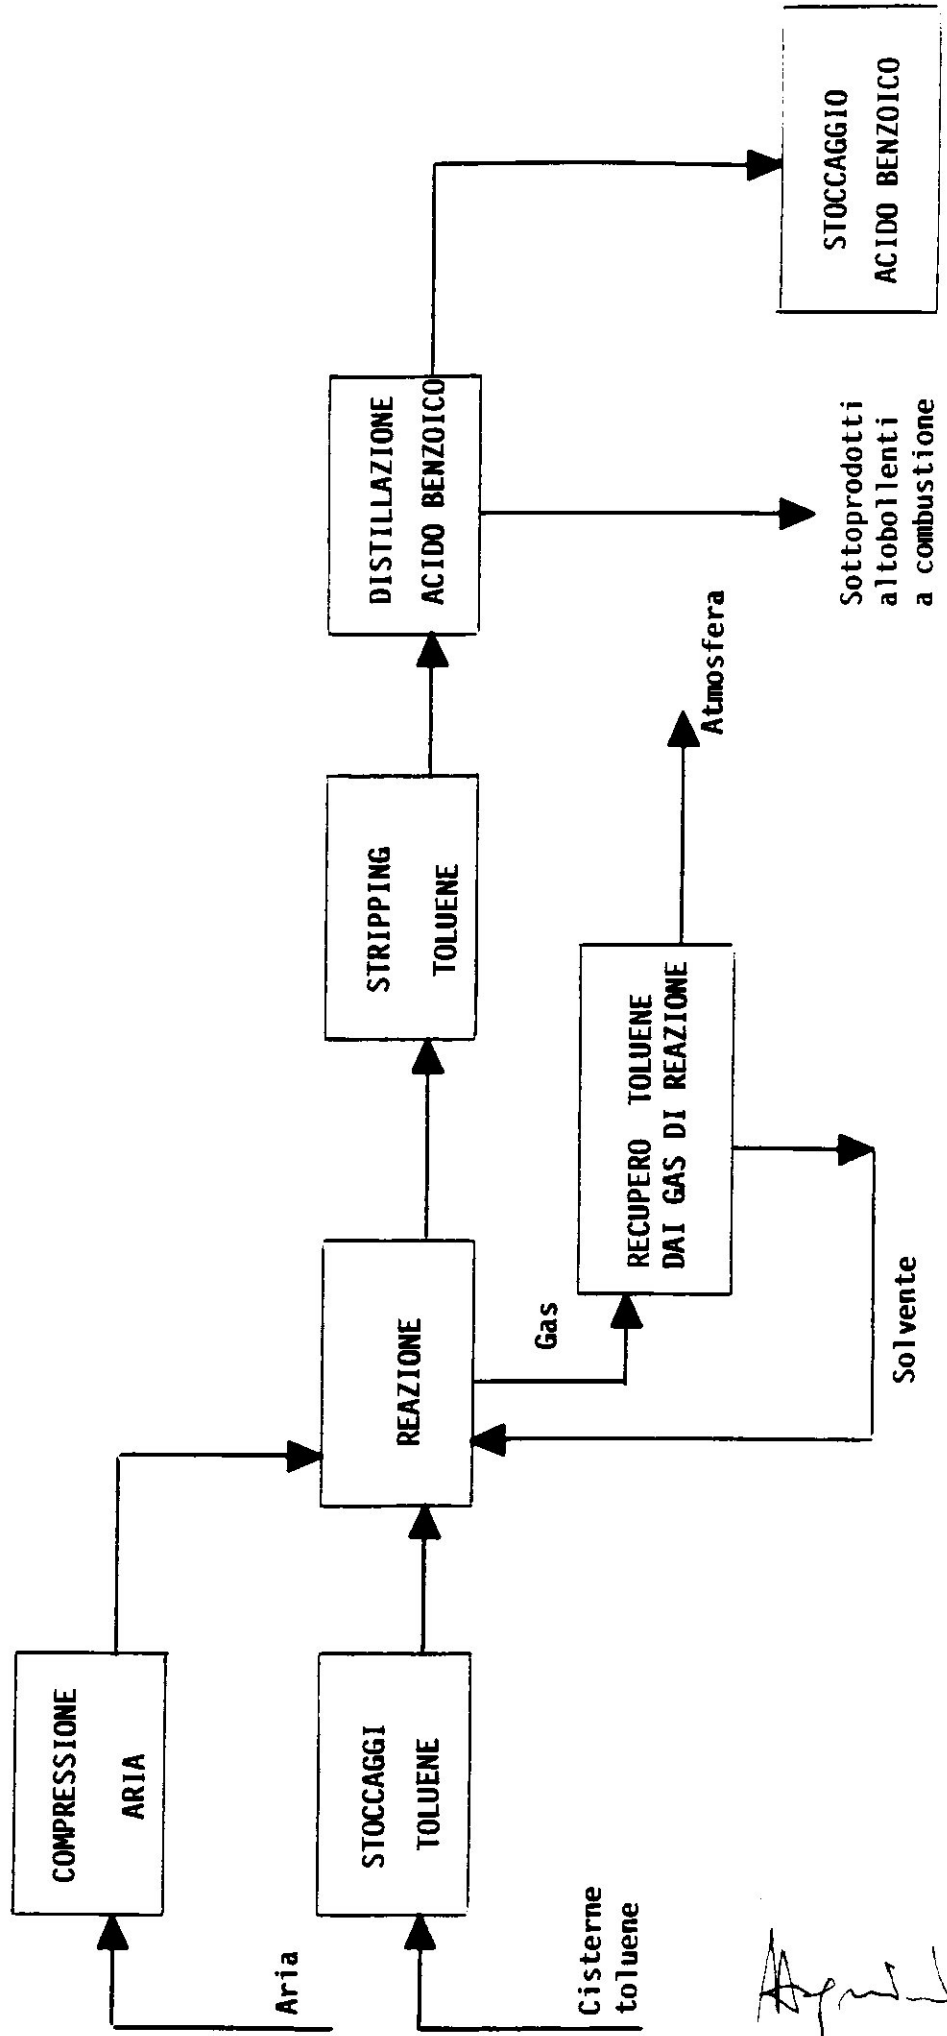 COMPRESSIONE
ARIA
Aria
STOCCAGGI
TOLUENE
Cisterne
toluene
REAZIONE
Gas
STRIPPING
TOLUENE
RECUPERO TOLUENE
DAI GAS DI REAZIONE
Atmosfera
Solvente
DISTILLAZIONE
ACIDO BENZOICO
Sottoprodotti
altobollenti
a combustione
STOCCAGGIO
ACIDO BENZOICO